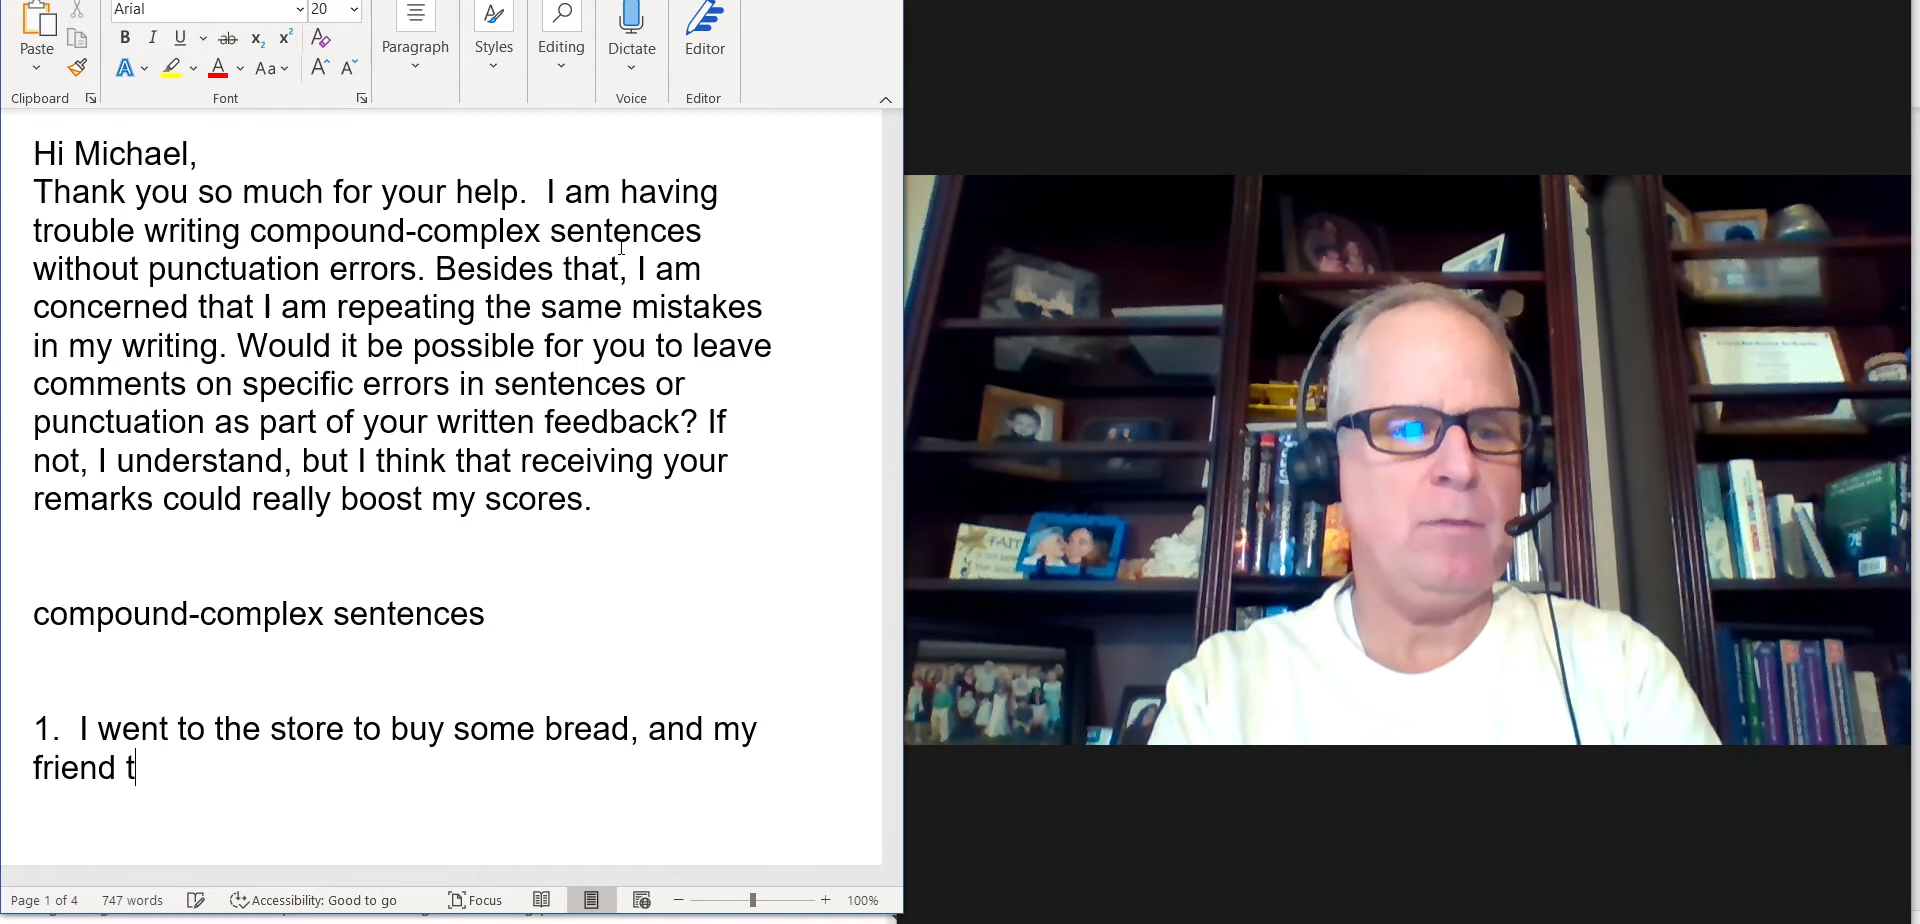 Arial
20
Paste
B I U ab x₂ x²
A A Aa A A
Paragraph
Styles
Editing
Dictate
Editor
Clipboard
Font
Voice
Editor
Hi Michael,
Thank you so much for your help.  I am having
trouble writing compound-complex sentences
without punctuation errors. Besides that, I am
concerned that I am repeating the same mistakes
in my writing. Would it be possible for you to leave
comments on specific errors in sentences or
punctuation as part of your written feedback? If
not, I understand, but I think that receiving your
remarks could really boost my scores.
compound-complex sentences
1.  I went to the store to buy some bread, and my
friend t
Page 1 of 4
747 words
Accessibility: Good to go
Focus
100%